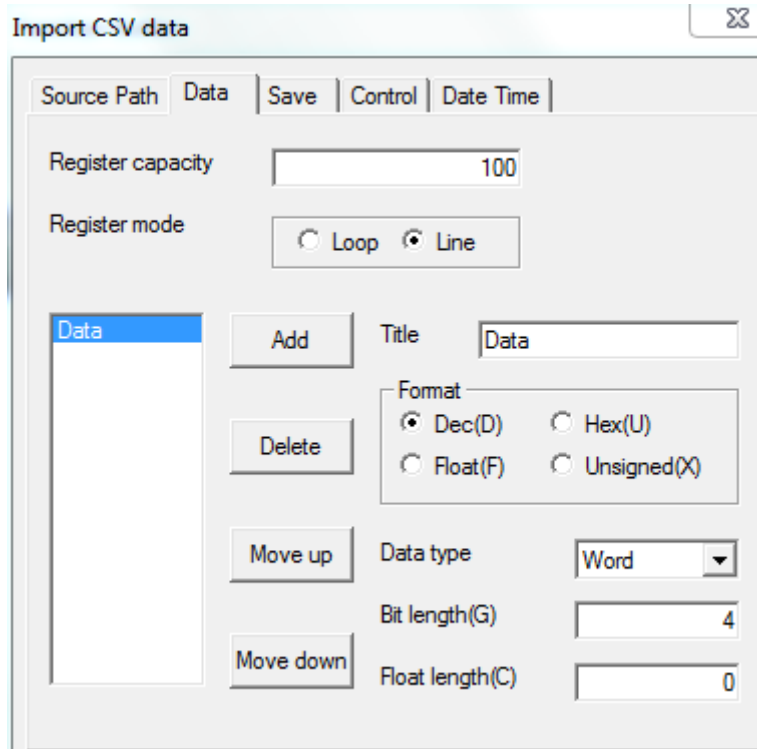 Import CSV data
Source Path Data Save Control Date Time
Register capacity 100
Register mode Loop Line
Data Add Title Data
Format
Dec(D) Hex(U)
Delete
Float(F) Unsigned(X)
Move up Data type Word
Bit length(G) 4
Move down Float length(C) 0